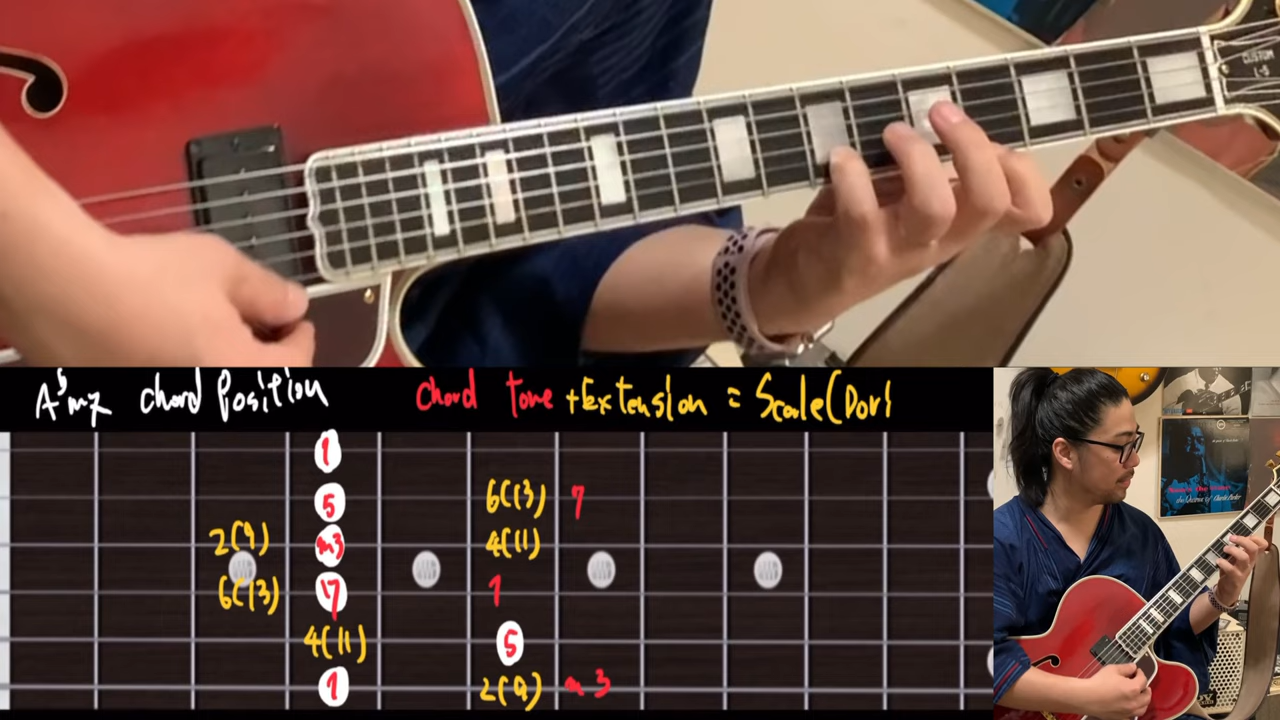 CUSTOM
A♭m7 chord Position
Chord tone + Extension = Scale(Dori
1
5
6(13) 7
2(9) m3 4(11)
6(13) 7 1
4(11) 5
1 2(9) m3